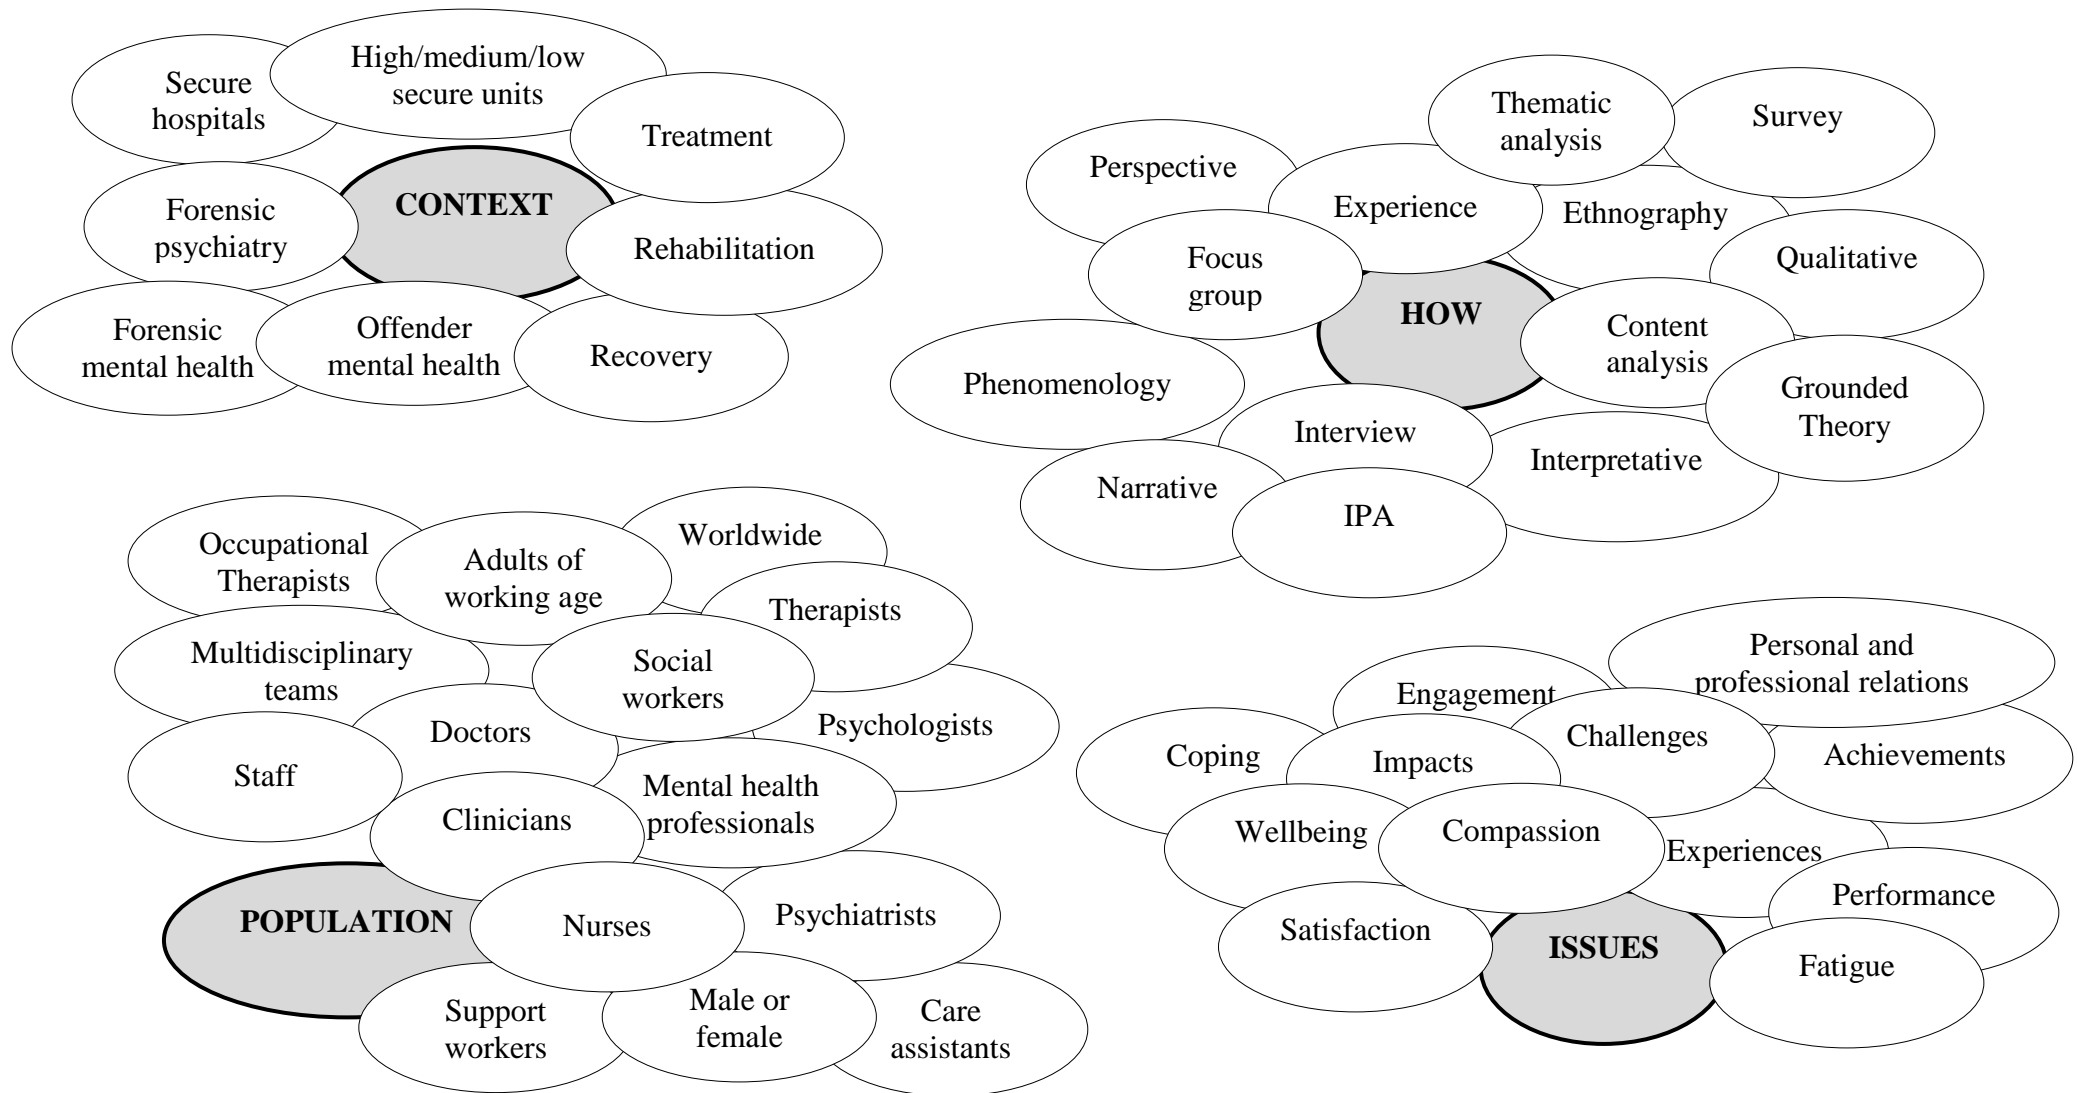 High/medium/low
secure units
Secure
hospitals
Treatment
CONTEXT
Forensic
psychiatry
Rehabilitation
Forensic
mental health
Offender
mental health
Recovery
Thematic
analysis
Survey
Perspective
Experience
Ethnography
Focus
group
Qualitative
HOW
Content
analysis
Phenomenology
Grounded
Theory
Interview
Interpretative
Narrative
IPA
Occupational
Therapists
Adults of
working age
Worldwide
Therapists
Multidisciplinary
teams
Social
workers
Doctors
Psychologists
Staff
Mental health
professionals
Clinicians
POPULATION
Nurses
Psychiatrists
Support
workers
Male or
female
Care
assistants
Personal and
professional relations
Engagement
Challenges
Coping
Impacts
Achievements
Wellbeing
Compassion
Experiences
Performance
Satisfaction
ISSUES
Fatigue